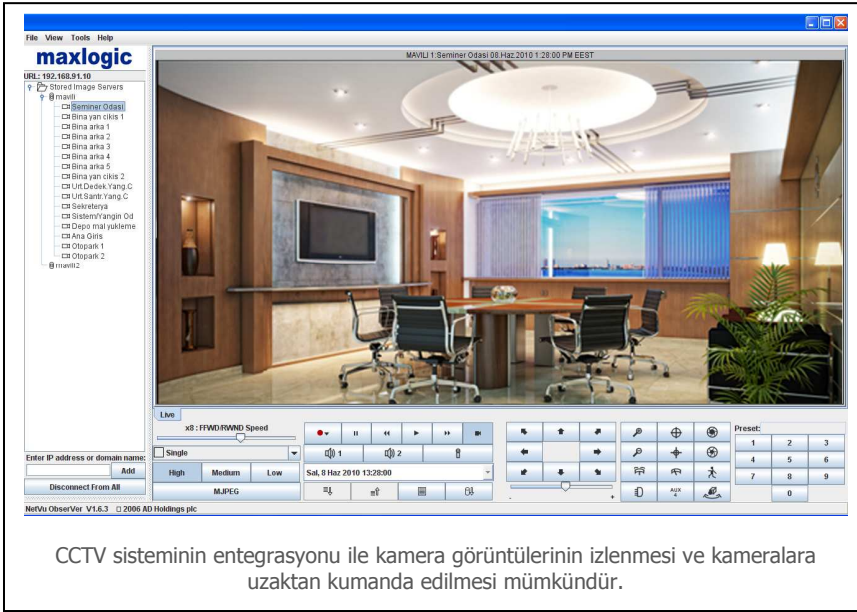 File View Tools Help
maxlogic
URL: 192.168.91.10
MAVILI 1:Seminer Odasi 08.Haz.2010 1:28:00 PM EEST
Stored Image Servers
mavili
Seminer Odasi
Bina yan cikis 1
Bina arka 1
Bina arka 2
Bina arka 3
Bina arka 4
Bina arka 5
Bina yan cikis 2
Urt.Dedek.Yang.C
Urt.Santr.Yang.C
Sekreterya
Sistem/Yangin Od
Depo mal yukleme
Ana Giris
Otopark 1
Otopark 2
mavili2
Live
x8 : FFWD/RWND Speed
Single
High Medium Low
MJPEG
1 2
Sal, 8 Haz 2010 13:28:00
- +
AUX 4
Preset:
1 2 3
4 5 6
7 8 9
0
Enter IP address or domain name:
Add
Disconnect From All
NetVu ObserVer V1.6.3 2006 AD Holdings plc
CCTV sisteminin entegrasyonu ile kamera görüntülerinin izlenmesi ve kameralara
uzaktan kumanda edilmesi mümkündür.